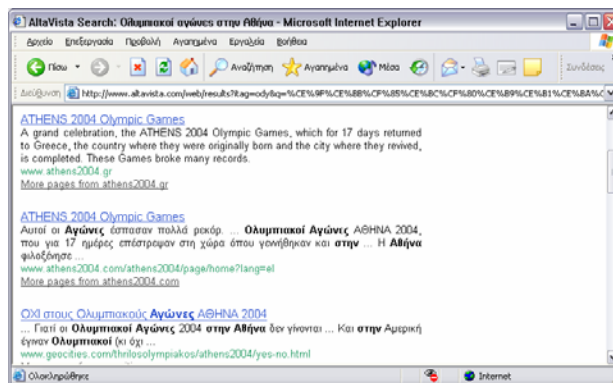 AltaVista Search: Ολυμπιακοί αγώνες στην Αθήνα - Microsoft Internet Explorer
Αρχείο Επεξεργασία Προβολή Αγαπημένα Εργαλεία Βοήθεια
Πίσω Αναζήτηση Αγαπημένα Μέσα Συνδέσεις
Διεύθυνση http://www.altavista.com/web/results?itag=ody&q=%CE%9F%CE%BB%CF%85%CE%BC%CF%80%CE%B9%CE%B1%CE%BA%C
ATHENS 2004 Olympic Games
A grand celebration, the ATHENS 2004 Olympic Games, which for 17 days returned
to Greece, the country where they were originally born and the city where they revived,
is completed. These Games broke many records.
www.athens2004.gr
More pages from athens2004.gr
ATHENS 2004 Olympic Games
Αυτοί οι Αγώνες έσπασαν πολλά ρεκόρ. ... Ολυμπιακοί Αγώνες ΑΘΗΝΑ 2004,
που για 17 ημέρες επέστρεψαν στη χώρα όπου γεννήθηκαν και στην ... Η Αθήνα
φιλοξένησε ...
www.athens2004.com/athens2004/page/home?lang=el
More pages from athens2004.com
ΟΧΙ στους Ολυμπιακούς Αγώνες ΑΘΗΝΑ 2004
... Γιατί οι Ολυμπιακοί Αγώνες 2004 στην Αθήνα δεν γίνονται ... Και στην Αμερική
έγιναν Ολυμπιακοί (κι όχι ...
www.geocities.com/thrilosolympiakos/athens2004/yes-no.html
Ολοκληρώθηκε Internet